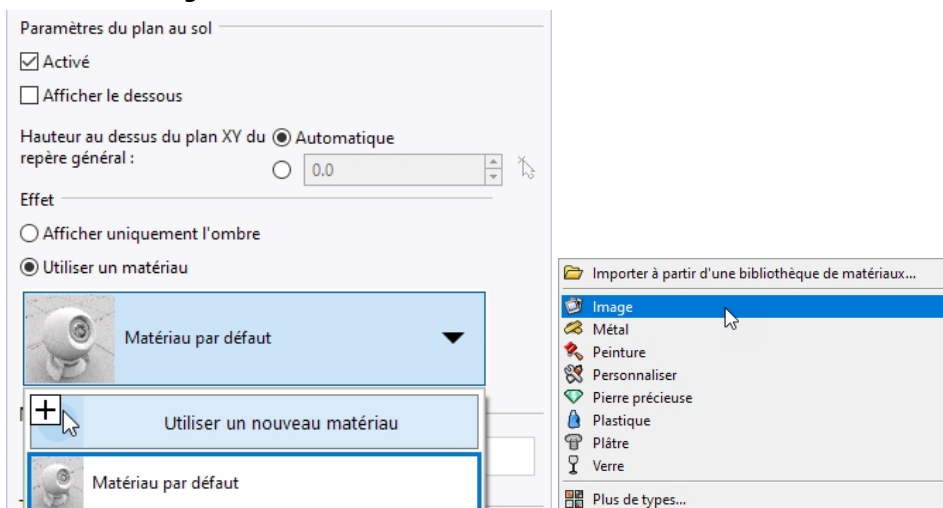 Paramètres du plan au sol
Activé
Afficher le dessous
Hauteur au dessus du plan XY du
repère général :
Automatique
0.0
Effet
Afficher uniquement l'ombre
Utiliser un matériau
Matériau par défaut
Utiliser un nouveau matériau
Matériau par défaut
Importer à partir d'une bibliothèque de matériaux...
Image
Métal
Peinture
Personnaliser
Pierre précieuse
Plastique
Plâtre
Verre
Plus de types...